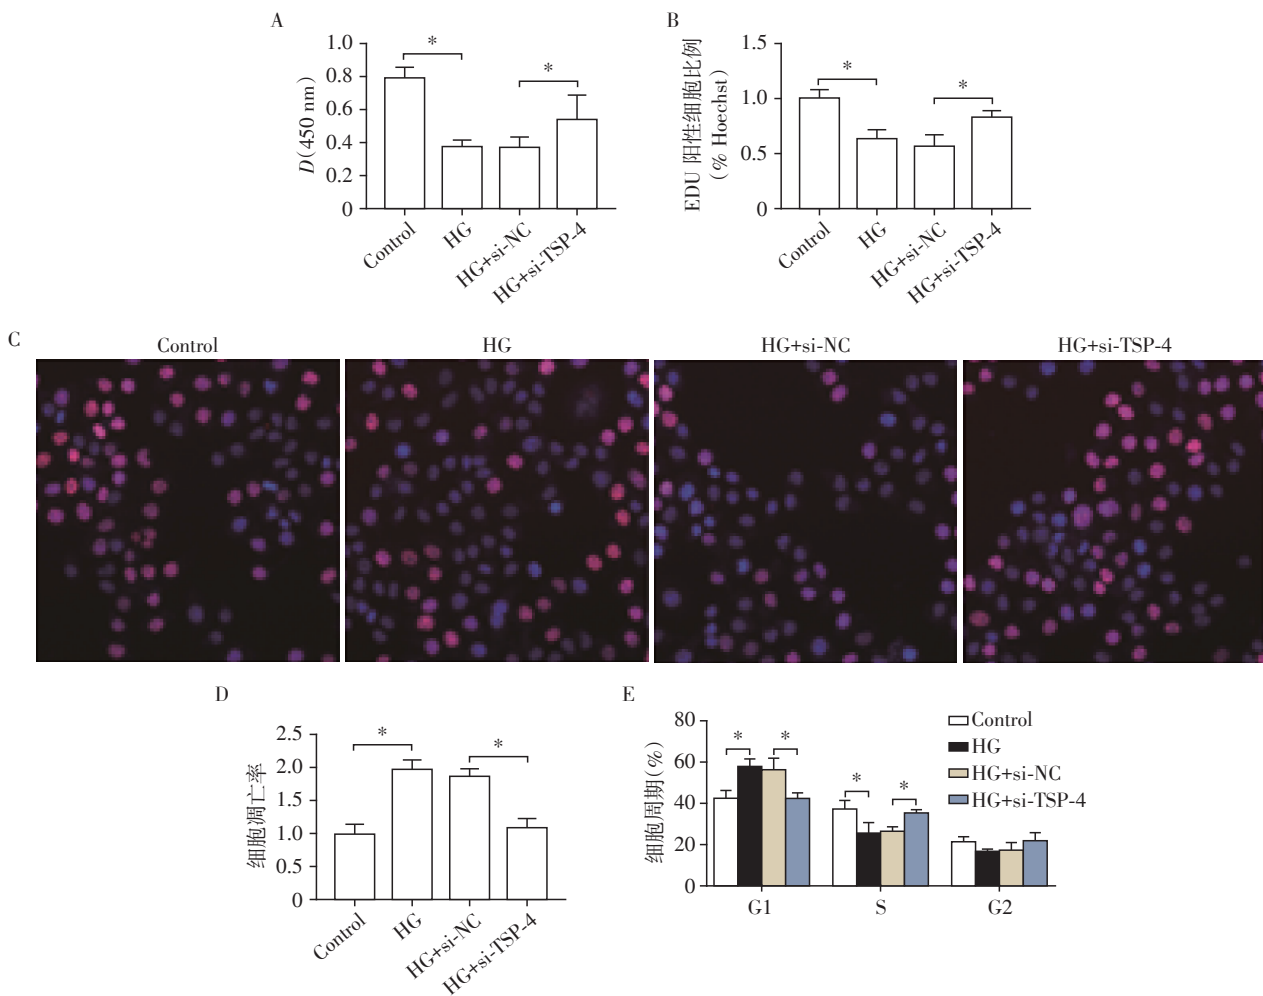 A
D(450 nm)
1.0
0.8
0.6
0.4
0.2
0
*
*
Control
HG
HG+si-NC
HG+si-TSP-4
B
EDU 阳性细胞比例
(% Hoechst)
1.5
1.0
0.5
0
*
*
Control
HG
HG+si-NC
HG+si-TSP-4
C
Control
HG
HG+si-NC
HG+si-TSP-4
D
细胞凋亡率
2.5
2.0
1.5
1.0
0.5
0
*
*
Control
HG
HG+si-NC
HG+si-TSP-4
E
细胞周期(%)
80
60
40
20
0
*
*
*
*
G1
S
G2
Control
HG
HG+si-NC
HG+si-TSP-4